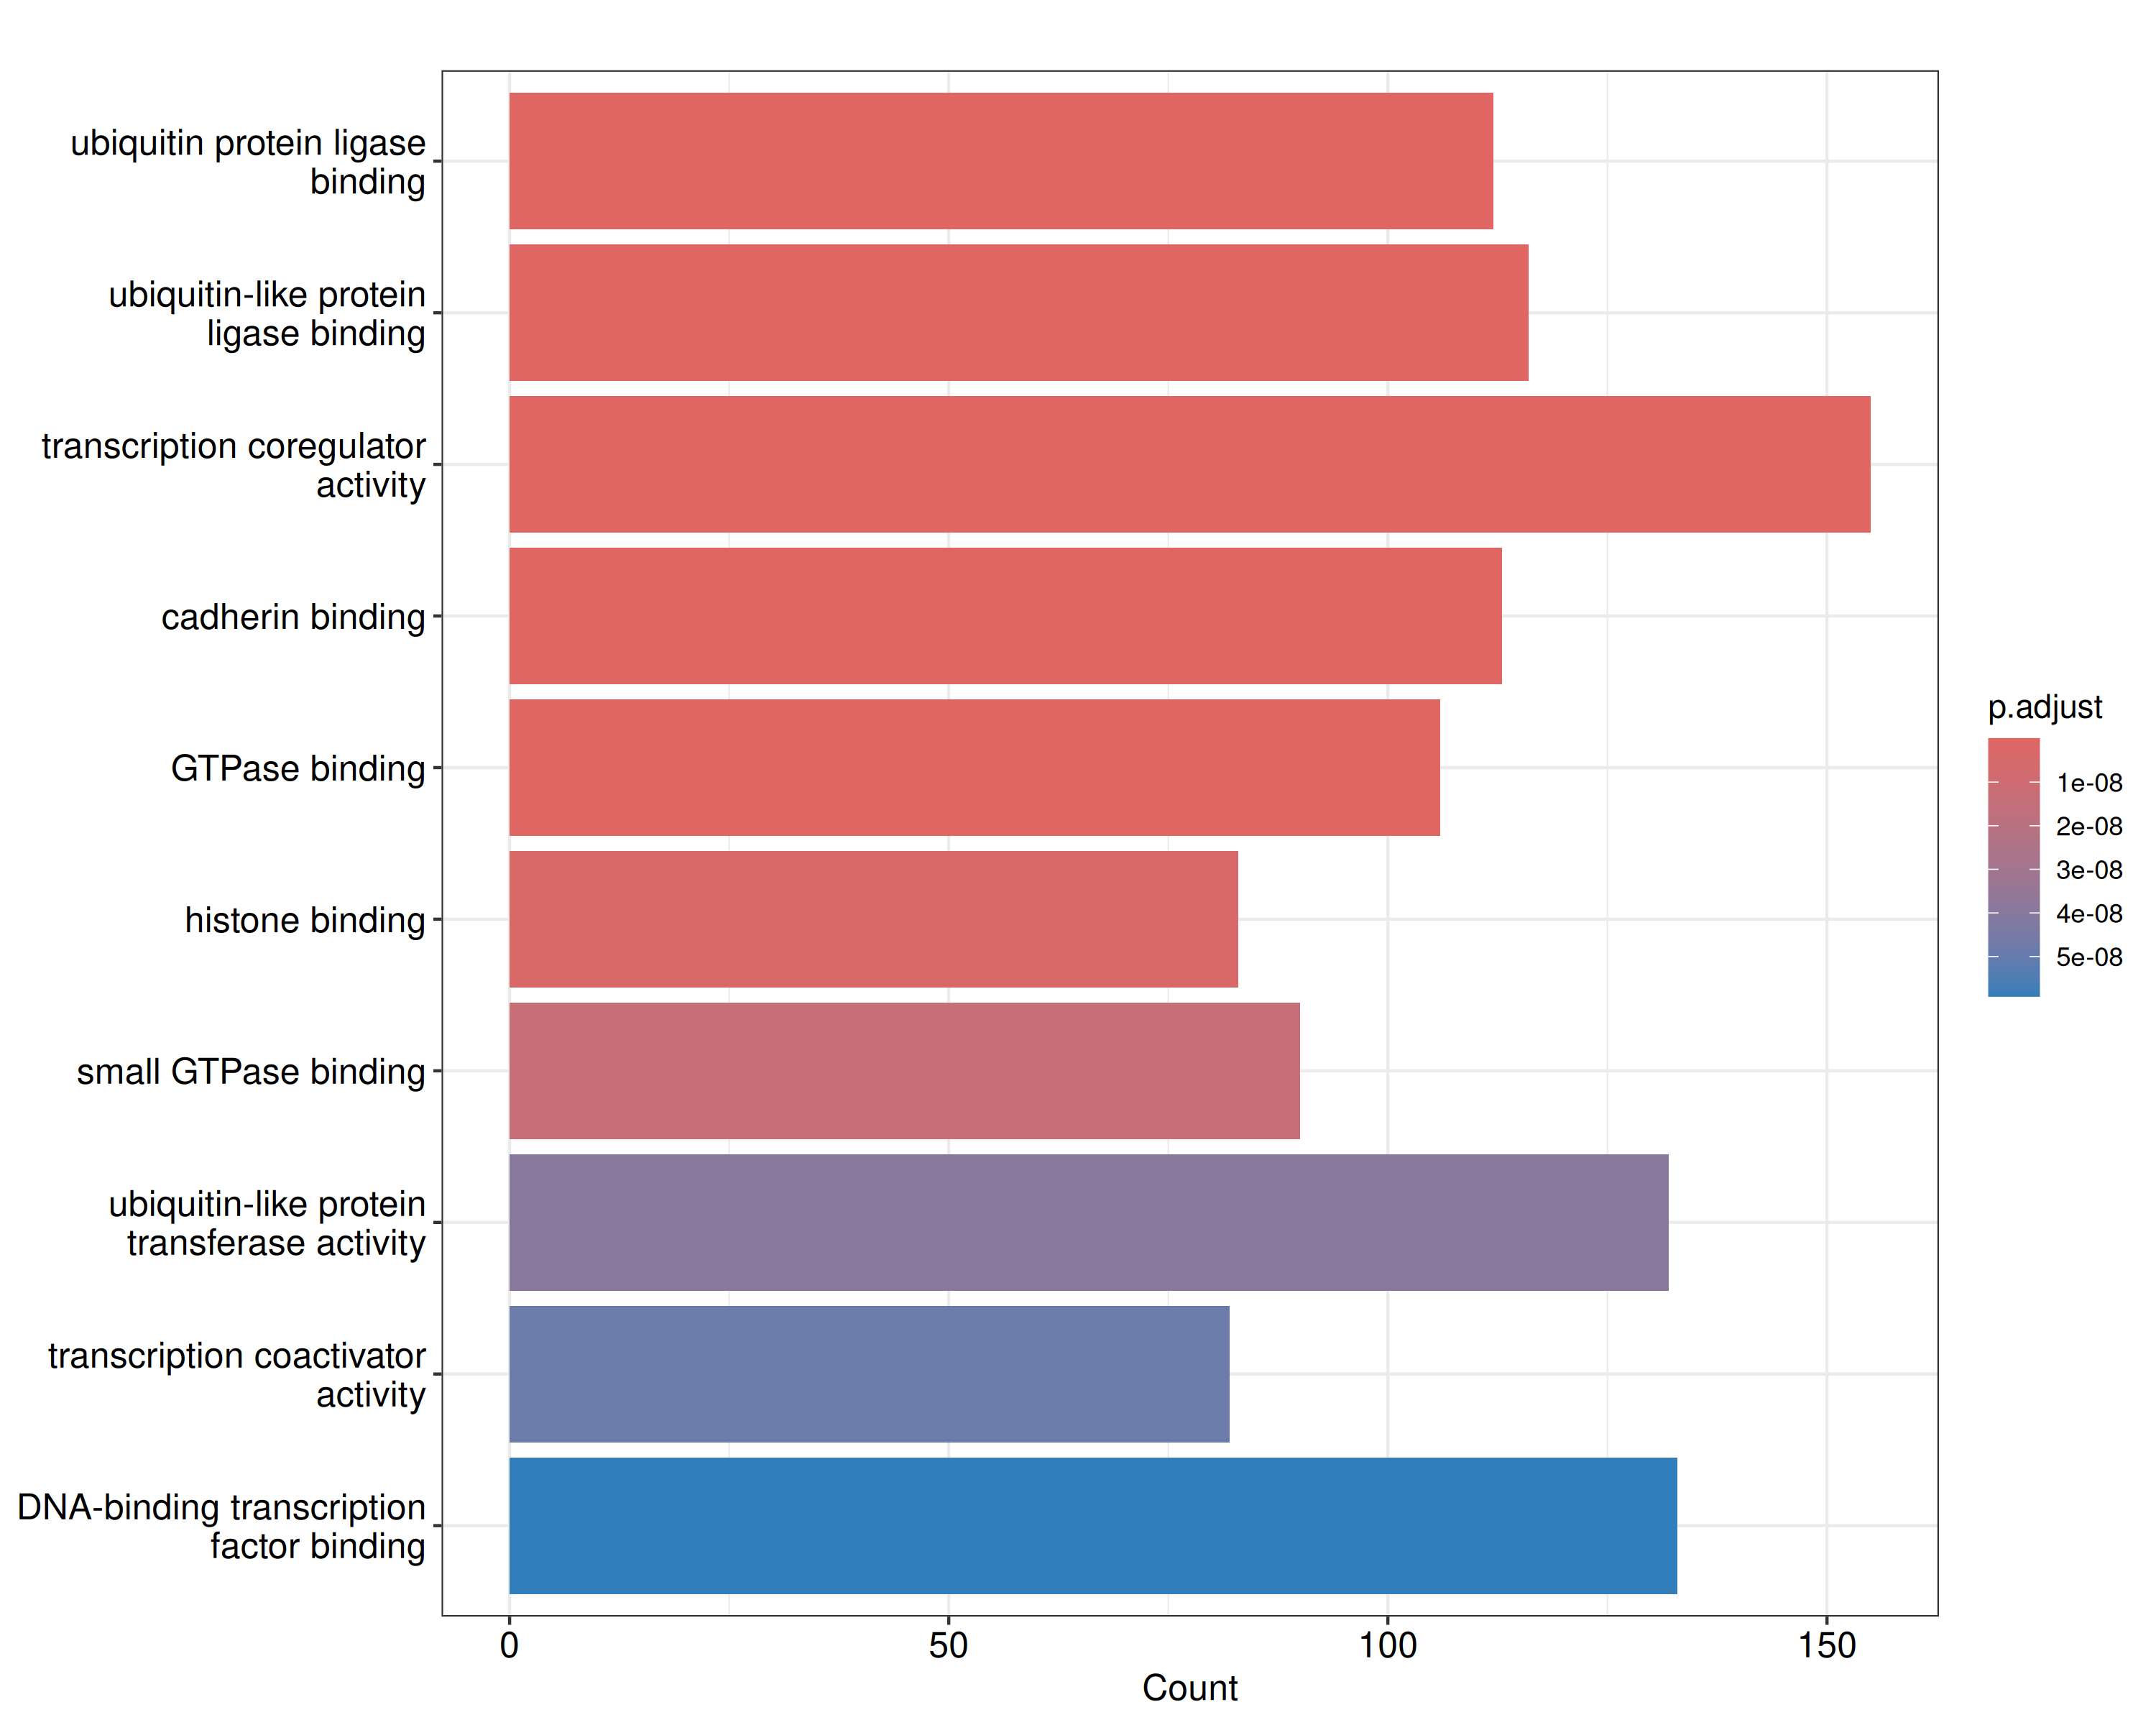 ubiquitin protein ligase
binding
ubiquitin-like protein
ligase binding
transcription coregulator
activity
cadherin binding
GTPase binding
histone binding
small GTPase binding
ubiquitin-like protein
transferase activity
transcription coactivator
activity
DNA-binding transcription
factor binding
0 50 100 150
Count
p.adjust
1e-08
2e-08
3e-08
4e-08
5e-08